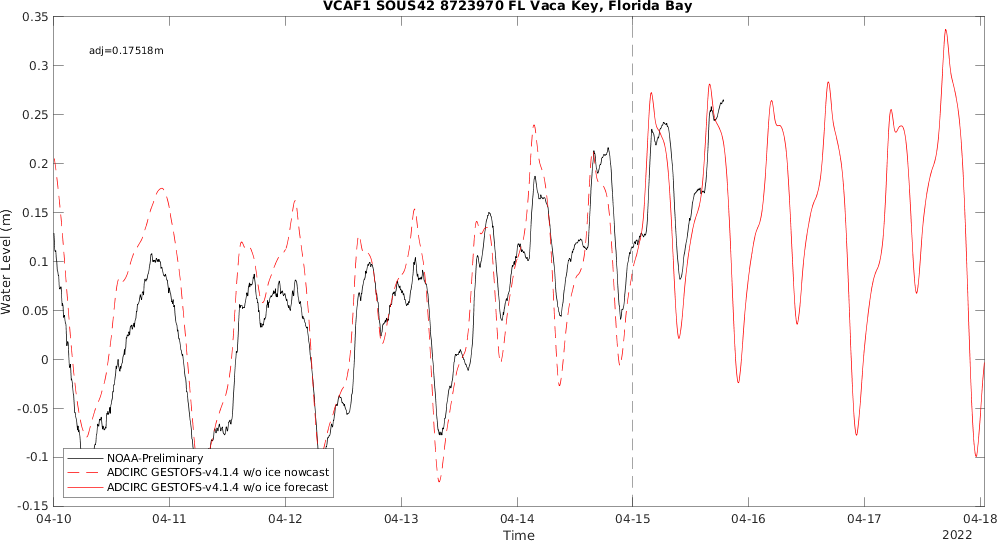 VCAF1 SOUS42 8723970 FL Vaca Key, Florida Bay
adj=0.17518m
Water Level (m)
0.35
0.3
0.25
0.2
0.15
0.1
0.05
0
-0.05
-0.1
-0.15
NOAA-Preliminary
ADCIRC GESTOFS-v4.1.4 w/o ice nowcast
ADCIRC GESTOFS-v4.1.4 w/o ice forecast
04-10 04-11 04-12 04-13 04-14 04-15 04-16 04-17 04-18
Time
2022